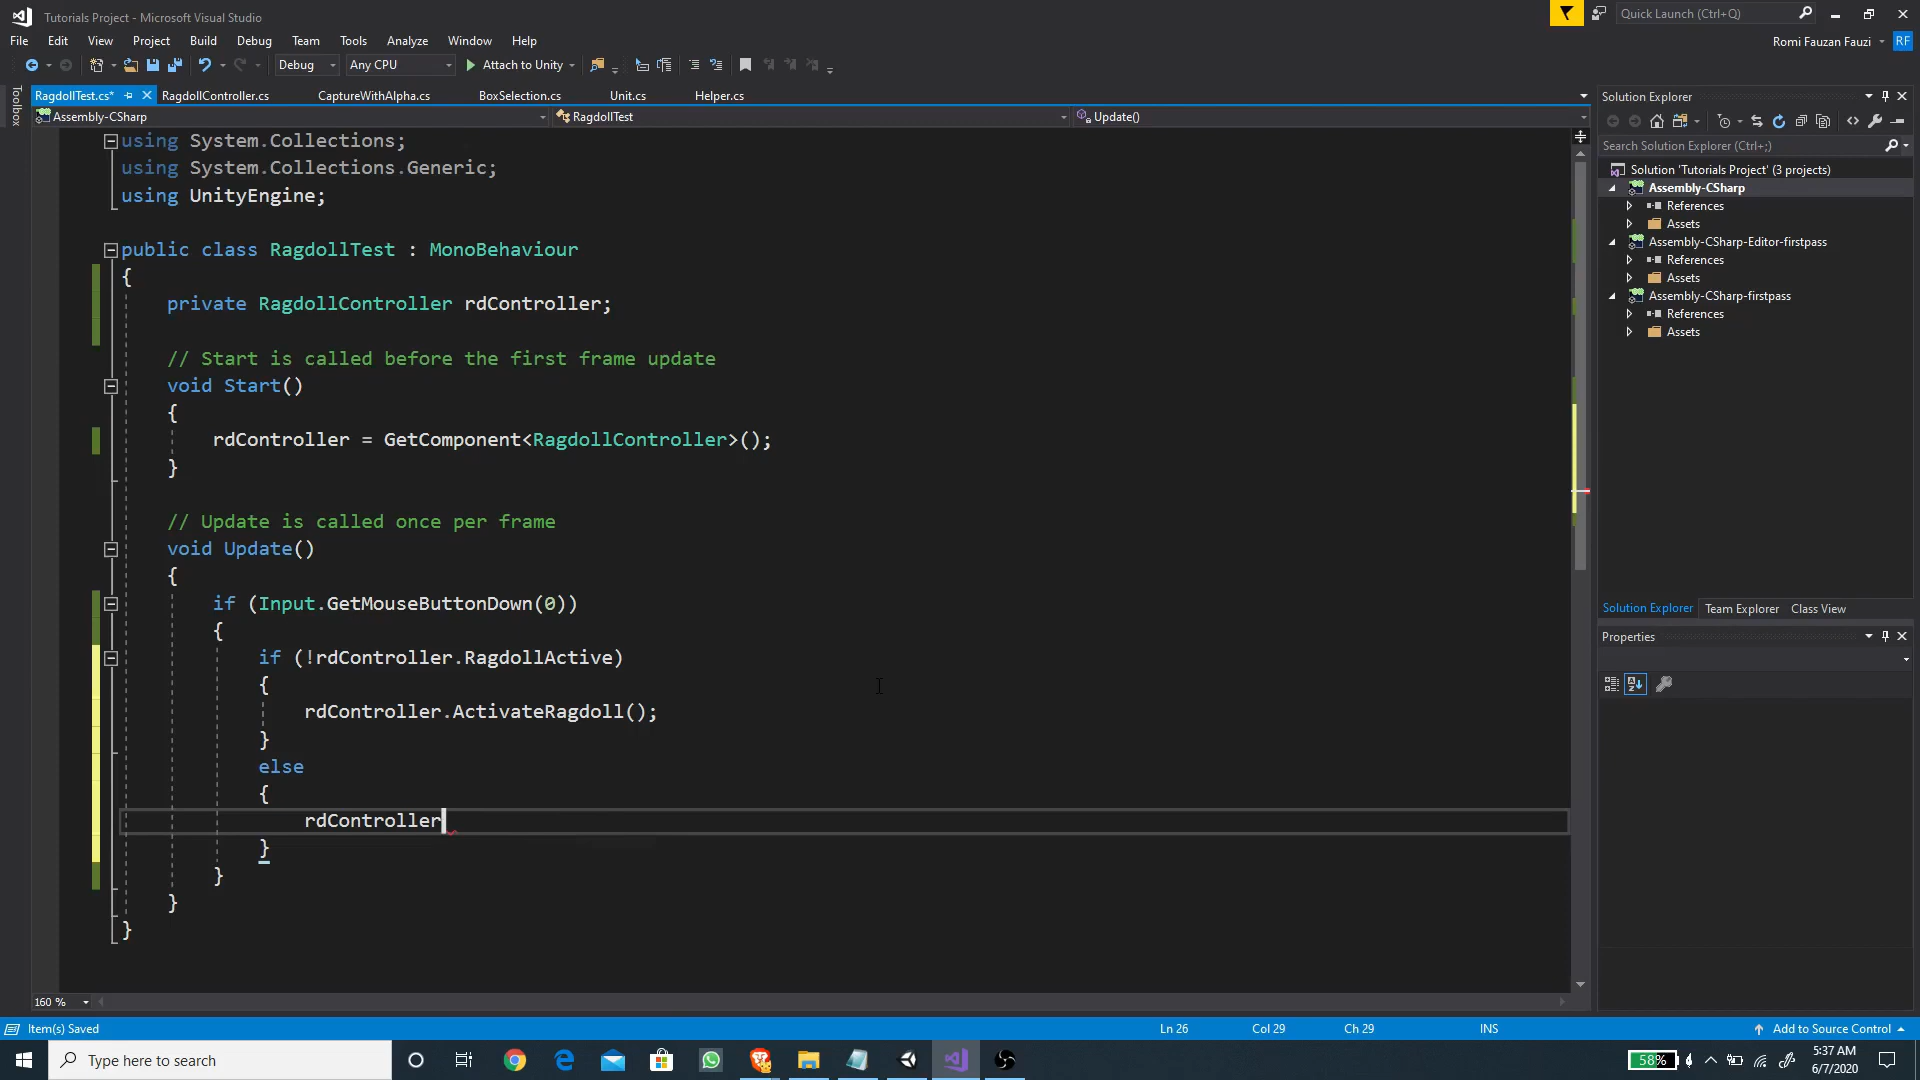 Tutorials Project - Microsoft Visual Studio
Quick Launch (Ctrl+Q)
File Edit View Project Build Debug Team Tools Analyze Window Help
Romi Fauzan Fauzi RF
Debug Any CPU Attach to Unity
Toolbox
RagdollTest.cs* RagdollController.cs CaptureWithAlpha.cs BoxSelection.cs Unit.cs Helper.cs
Assembly-CSharp RagdollTest Update()
using System.Collections;
using System.Collections.Generic;
using UnityEngine;
public class RagdollTest : MonoBehaviour
{
private RagdollController rdController;
// Start is called before the first frame update
void Start()
{
rdController = GetComponent<RagdollController>();
}
// Update is called once per frame
void Update()
{
if (Input.GetMouseButtonDown(0))
{
if (!rdController.RagdollActive)
{
rdController.ActivateRagdoll();
}
else
{
rdController
}
}
}
}
160 %
Solution Explorer
Search Solution Explorer (Ctrl+;)
Solution 'Tutorials Project' (3 projects)
Assembly-CSharp
References
Assets
Assembly-CSharp-Editor-firstpass
References
Assets
Assembly-CSharp-firstpass
References
Assets
Solution Explorer Team Explorer Class View
Properties
Item(s) Saved Ln 26 Col 29 Ch 29 INS Add to Source Control
Type here to search
58%
5:37 AM
6/7/2020